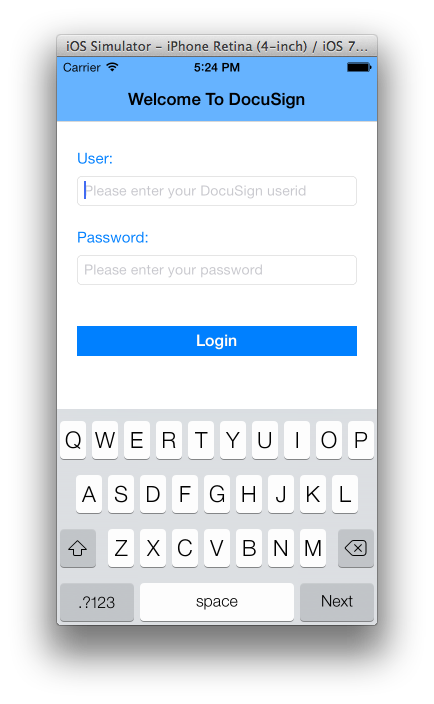 iOS Simulator – iPhone Retina (4-inch) / iOS 7...
Carrier 5:24 PM
Welcome To DocuSign
User:
Please enter your DocuSign userid
Password:
Please enter your password
Login
Q W E R T Y U I O P
A S D F G H J K L
Z X C V B N M
.?123 space Next